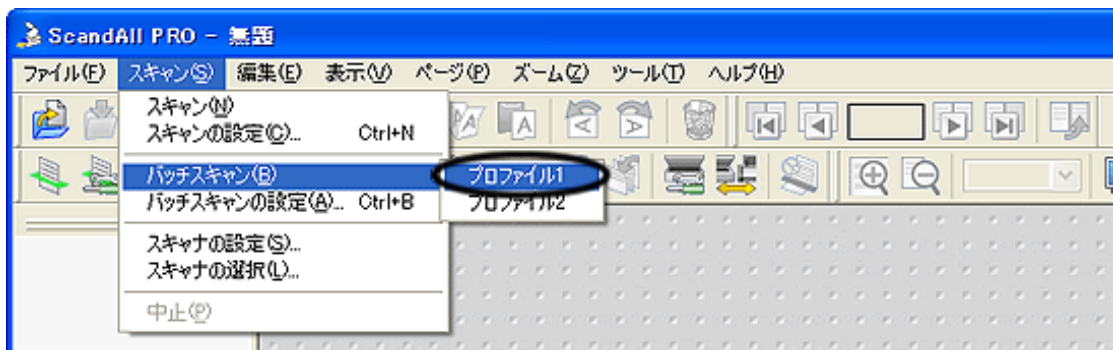 ScandAll PRO - 無題
ファイル(F) スキャン(S) 編集(E) 表示(V) ページ(P) ズーム(Z) ツール(T) ヘルプ(H)
スキャン(N)
スキャンの設定(C)... Ctrl+N
バッチスキャン(B) プロファイル1
バッチスキャンの設定(A)... Ctrl+B プロファイル2
スキャナの設定(S)...
スキャナの選択(L)...
中止(P)